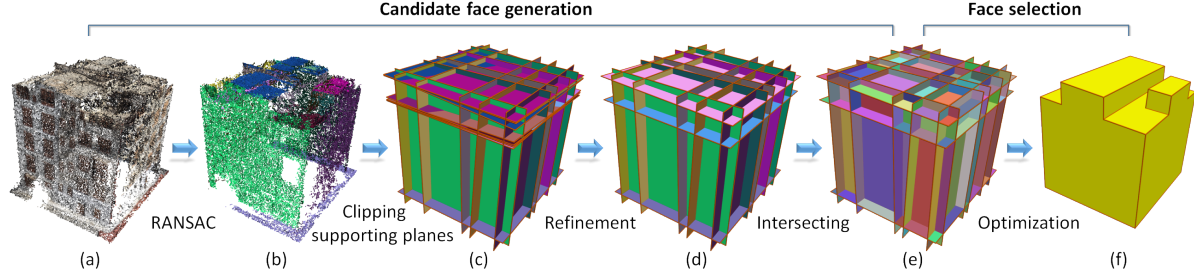 Candidate face generation
Face selection
RANSAC
Clipping
supporting planes
Refinement
Intersecting
Optimization
(a)
(b)
(c)
(d)
(e)
(f)